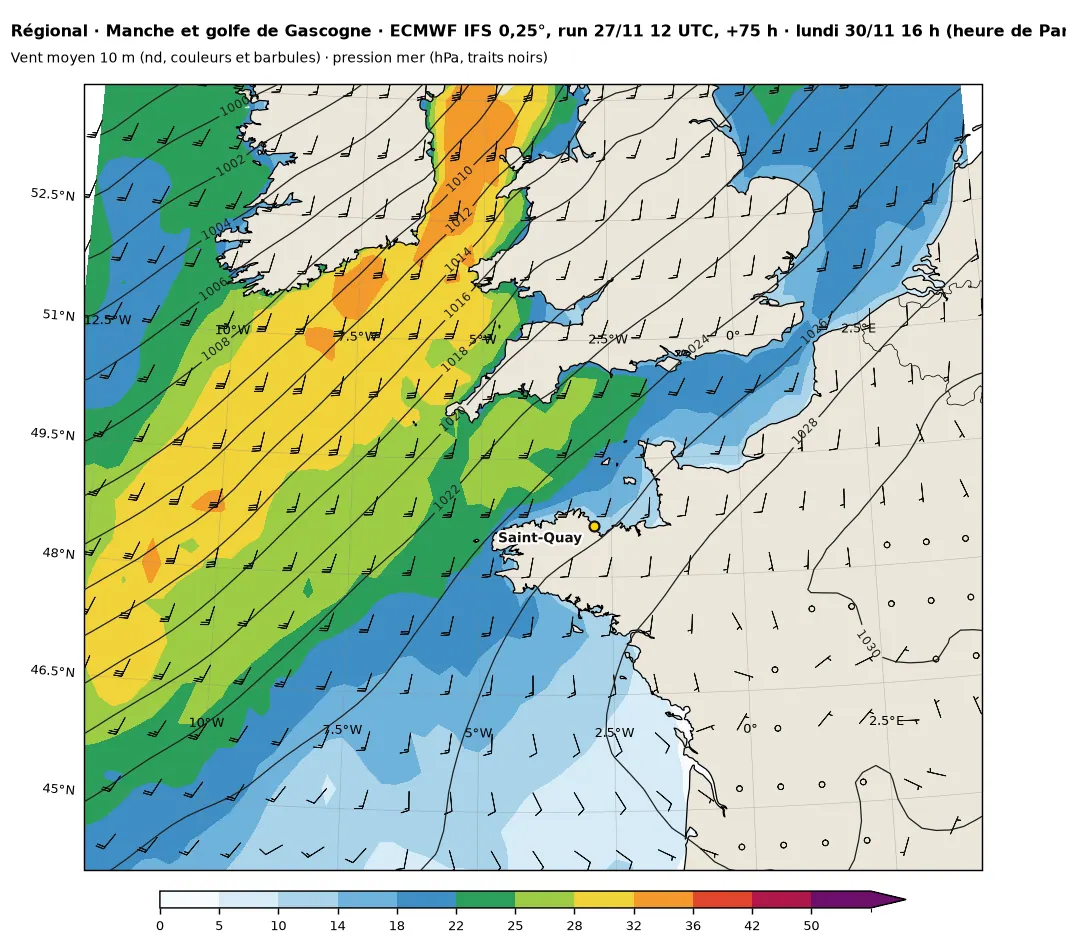 Régional · Manche et golfe de Gascogne · ECMWF IFS 0,25°, run 27/11 12 UTC, +75 h · lundi 30/11 16 h (heure de Par
Vent moyen 10 m (nd, couleurs et barbules) · pression mer (hPa, traits noirs)
1006
1002
1010
52.5°N
1012
1004
1014
1006
1016
51°N
12.5°W
10°W
7.5°W
5°W
2.5°W
0°
2.5°E
1026
1008
1018
1024
1020
49.5°N
1028
1022
48°N
Saint-Quay
1030
46.5°N
10°W
7.5°W
5°W
2.5°W
0°
2.5°E
45°N
0 5 10 14 18 22 25 28 32 36 42 50